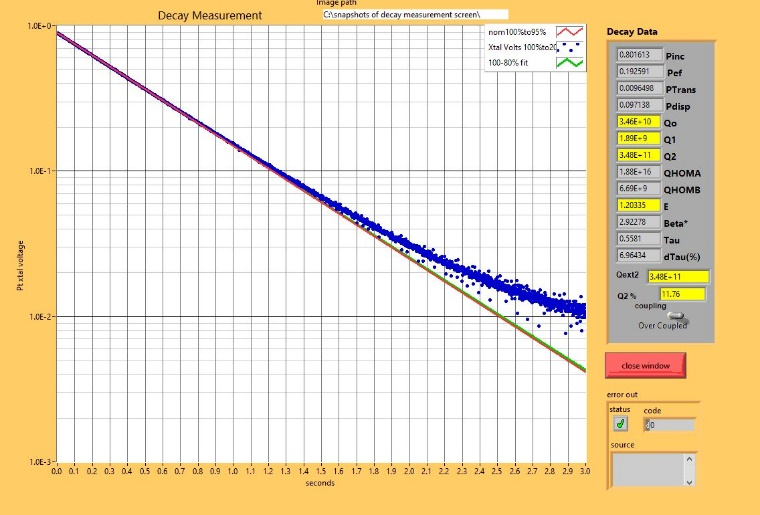 Image path
Decay Measurement
C:\snapshots of decay measurement screen\
nom100%to95%
Xtal Volts 100%to20
100-80% fit
1.0E+0
1.0E-1
1.0E-2
1.0E-3
Pt xtal voltage
0.0 0.1 0.2 0.3 0.4 0.5 0.6 0.7 0.8 0.9 1.0 1.1 1.2 1.3 1.4 1.5 1.6 1.7 1.8 1.9 2.0 2.1 2.2 2.3 2.4 2.5 2.6 2.7 2.8 2.9 3.0
seconds
Decay Data
0.801613 Pinc
0.192591 Pef
0.0096498 PTrans
0.097138 Pdisp
3.46E+10 Qo
1.89E+9 Q1
3.48E+11 Q2
1.88E+16 QHOMA
6.69E+9 QHOMB
1.20335 E
2.92278 Beta*
0.5581 Tau
6.96434 dTau(%)
Qext2 3.48E+11
Q2 % 11.76
coupling
Over Coupled
close window
error out
status code
0
source